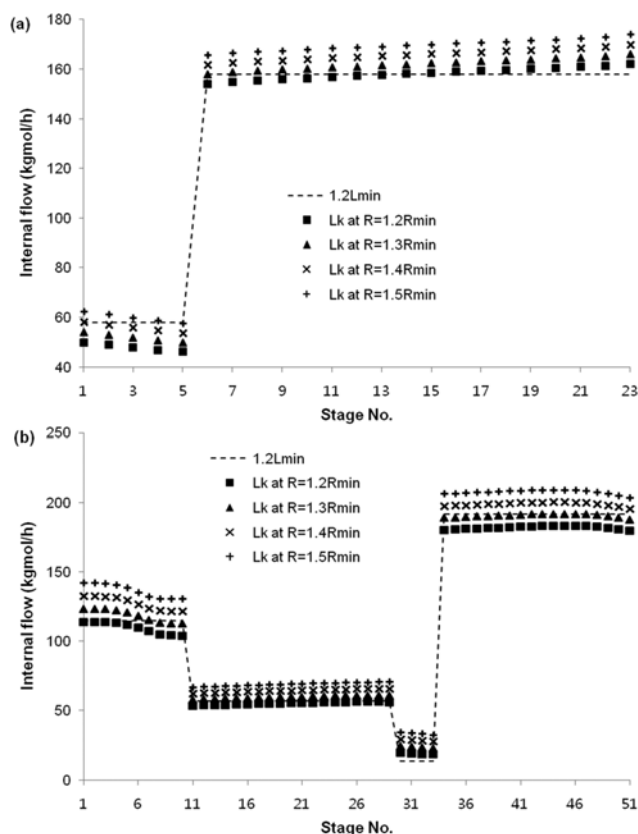 (a)
180
160
140
120
100
80
60
40
Internal flow (kgmol/h)
1.2Lmin
Lk at R=1.2Rmin
Lk at R=1.3Rmin
Lk at R=1.4Rmin
Lk at R=1.5Rmin
1 3 5 7 9 11 13 15 17 19 21 23
Stage No.
(b)
250
200
150
100
50
0
Internal flow (kgmol/h)
1.2Lmin
Lk at R=1.2Rmin
Lk at R=1.3Rmin
Lk at R=1.4Rmin
Lk at R=1.5Rmin
1 6 11 16 21 26 31 36 41 46 51
Stage No.